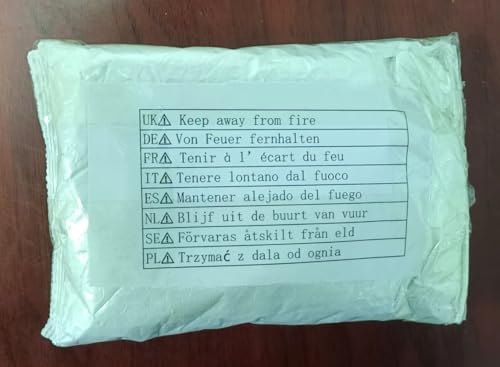 UK⚠ Keep away from fire
DE⚠ Von Feuer fernhalten
FR⚠ Tenir à l' écart du feu
IT⚠ Tenere lontano dal fuoco
ES⚠ Mantener alejado del fuego
NL⚠ Blijf uit de buurt van vuur
SE⚠ Förvaras åtskilt från eld
PL⚠ Trzymać z dala od ognia